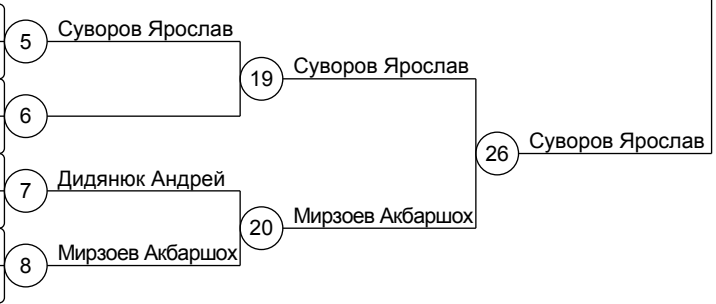 5 Суворов Ярослав
19 Суворов Ярослав
6
26 Суворов Ярослав
7 Дидянюк Андрей
20 Мирзоев Акбаршох
8 Мирзоев Акбаршох